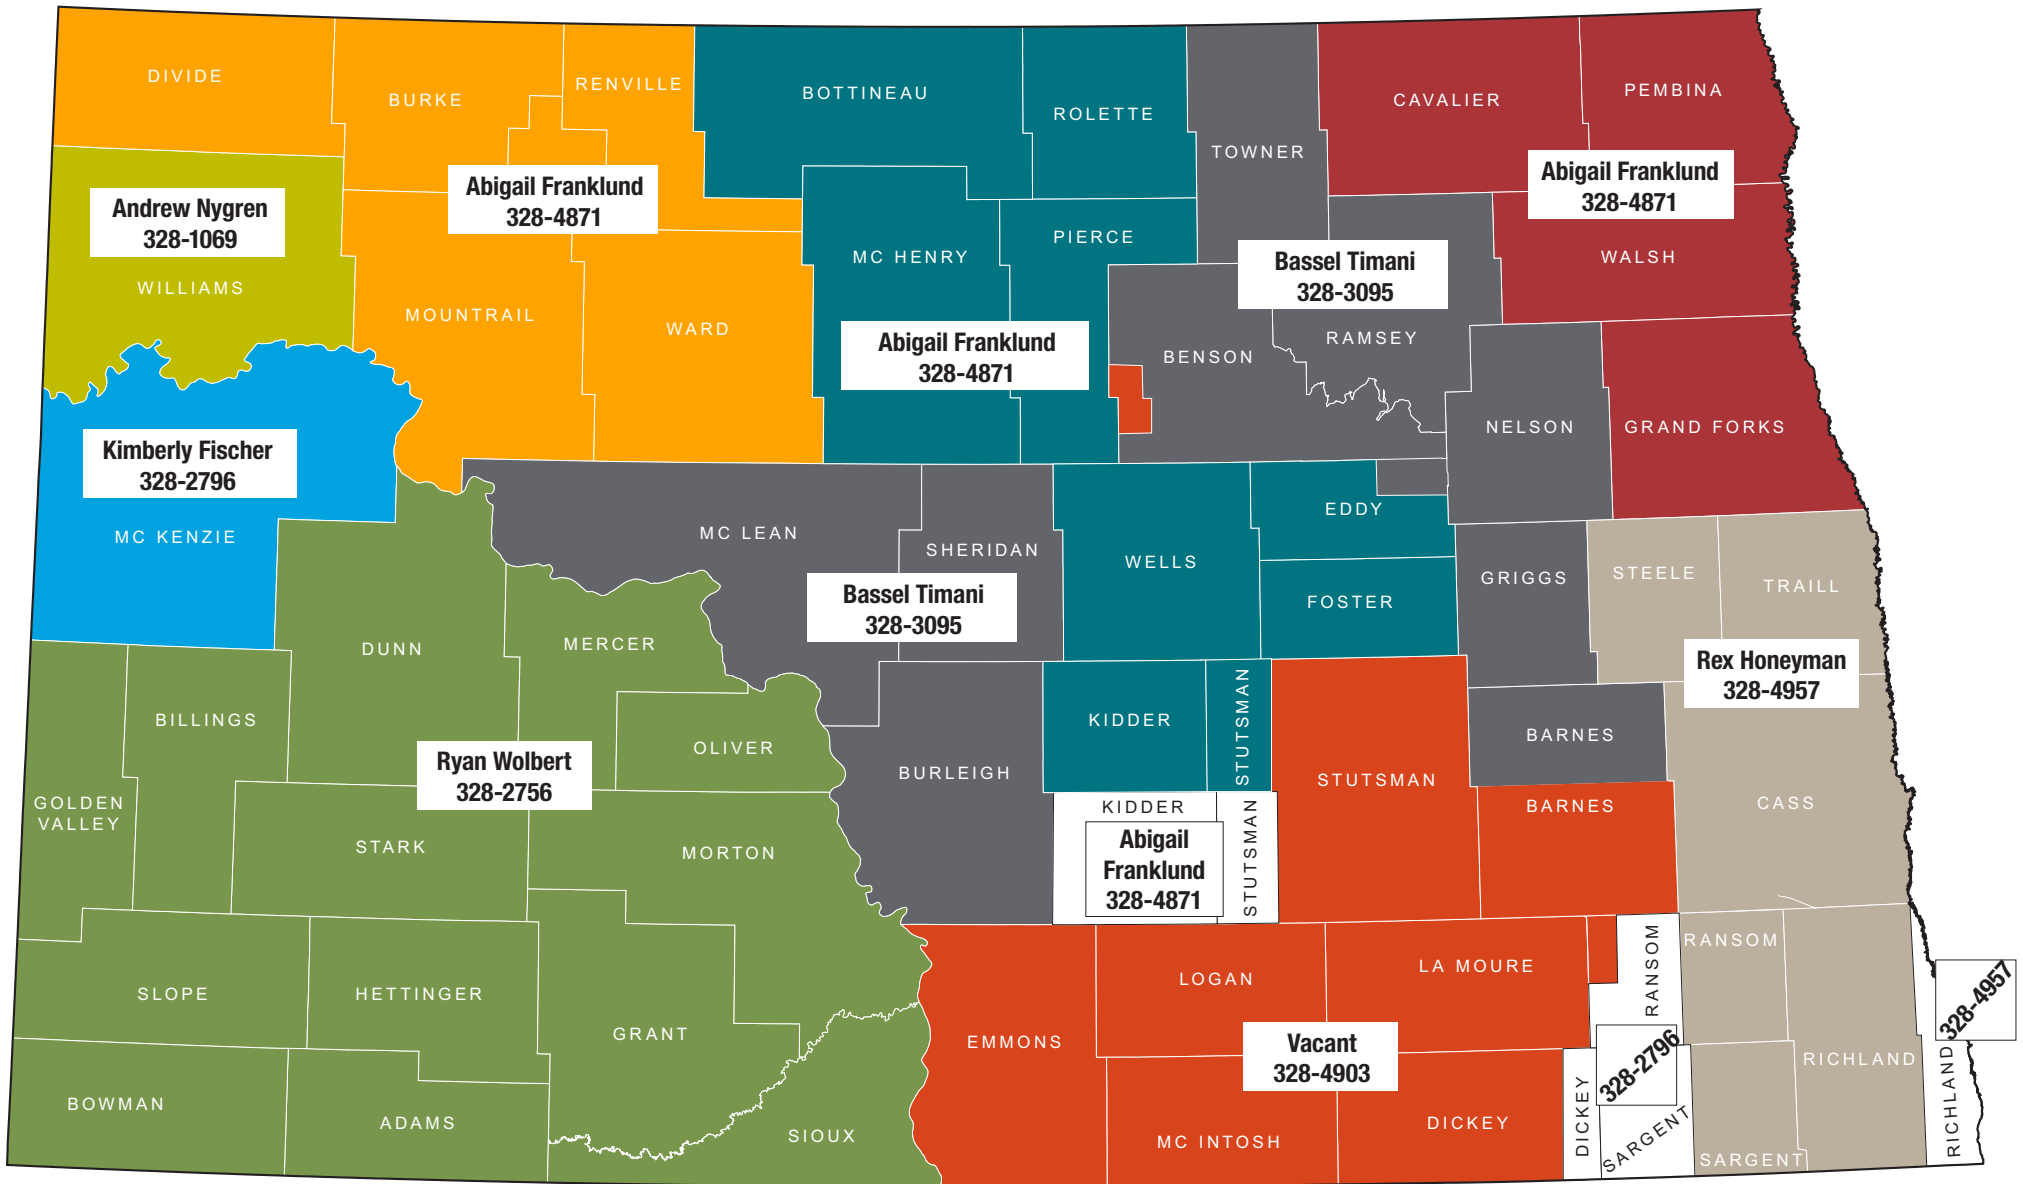 DIVIDE
BURKE
RENVILLE
BOTTINEAU
ROLETTE
TOWNER
CAVALIER
PEMBINA
Andrew Nygren
328-1069
WILLIAMS
Abigail Franklund
328-4871
MOUNTRAIL
WARD
MC HENRY
PIERCE
Abigail Franklund
328-4871
BENSON
Bassel Timani
328-3095
RAMSEY
Abigail Franklund
328-4871
WALSH
NELSON
GRAND FORKS
Kimberly Fischer
328-2796
MC KENZIE
MC LEAN
SHERIDAN
Bassel Timani
328-3095
WELLS
EDDY
FOSTER
GRIGGS
STEELE
TRAILL
Rex Honeyman
328-4957
DUNN
MERCER
OLIVER
BILLINGS
GOLDEN
VALLEY
Ryan Wolbert
328-2756
STARK
MORTON
BURLEIGH
KIDDER
STUTSMAN
STUTSMAN
BARNES
BARNES
CASS
KIDDER
Abigail
Franklund
328-4871
STUTSMAN
SLOPE
HETTINGER
GRANT
BOWMAN
ADAMS
SIOUX
EMMONS
LOGAN
LA MOURE
Vacant
328-4903
MC INTOSH
DICKEY
RANSOM
RANSOM
328-2796
DICKEY
SARGENT
SARGENT
RICHLAND
328-4957
RICHLAND